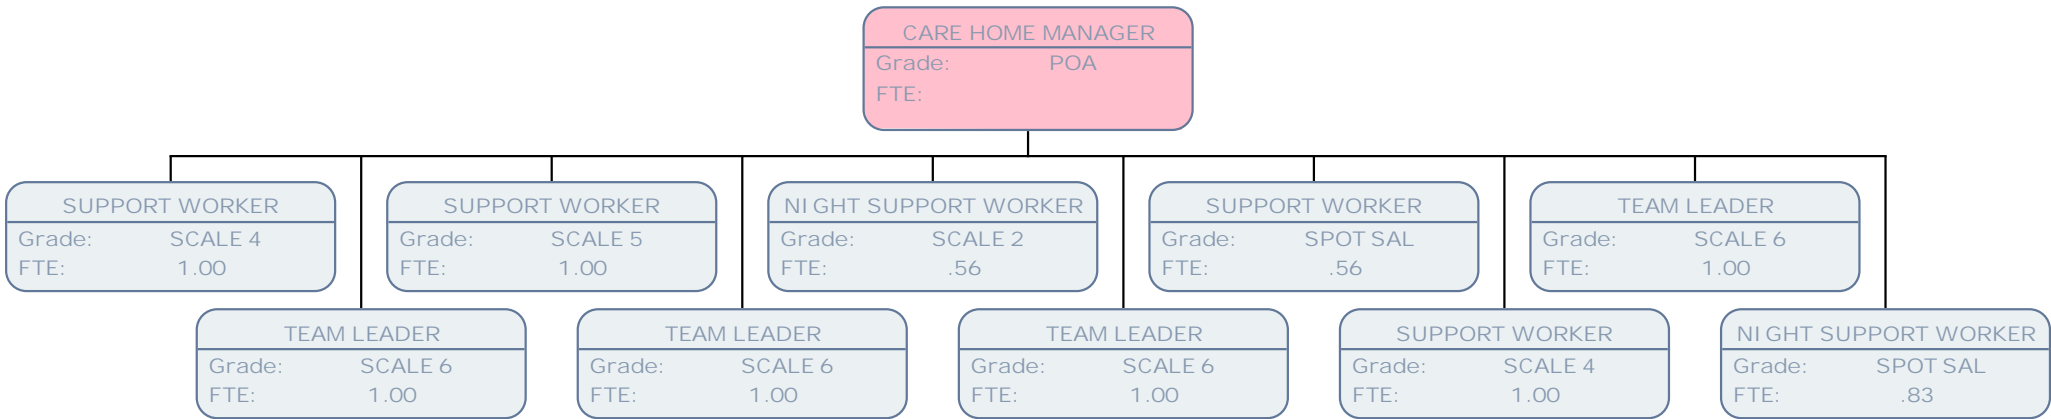 CARE HOME MANAGER
Grade: POA
FTE:
SUPPORT WORKER
Grade: SCALE 4
FTE: 1.00
SUPPORT WORKER
Grade: SCALE 5
FTE: 1.00
NIGHT SUPPORT WORKER
Grade: SCALE 2
FTE: .56
SUPPORT WORKER
Grade: SPOT SAL
FTE: .56
TEAM LEADER
Grade: SCALE 6
FTE: 1.00
TEAM LEADER
Grade: SCALE 6
FTE: 1.00
TEAM LEADER
Grade: SCALE 6
FTE: 1.00
TEAM LEADER
Grade: SCALE 6
FTE: 1.00
SUPPORT WORKER
Grade: SCALE 4
FTE: 1.00
NIGHT SUPPORT WORKER
Grade: SPOT SAL
FTE: .83